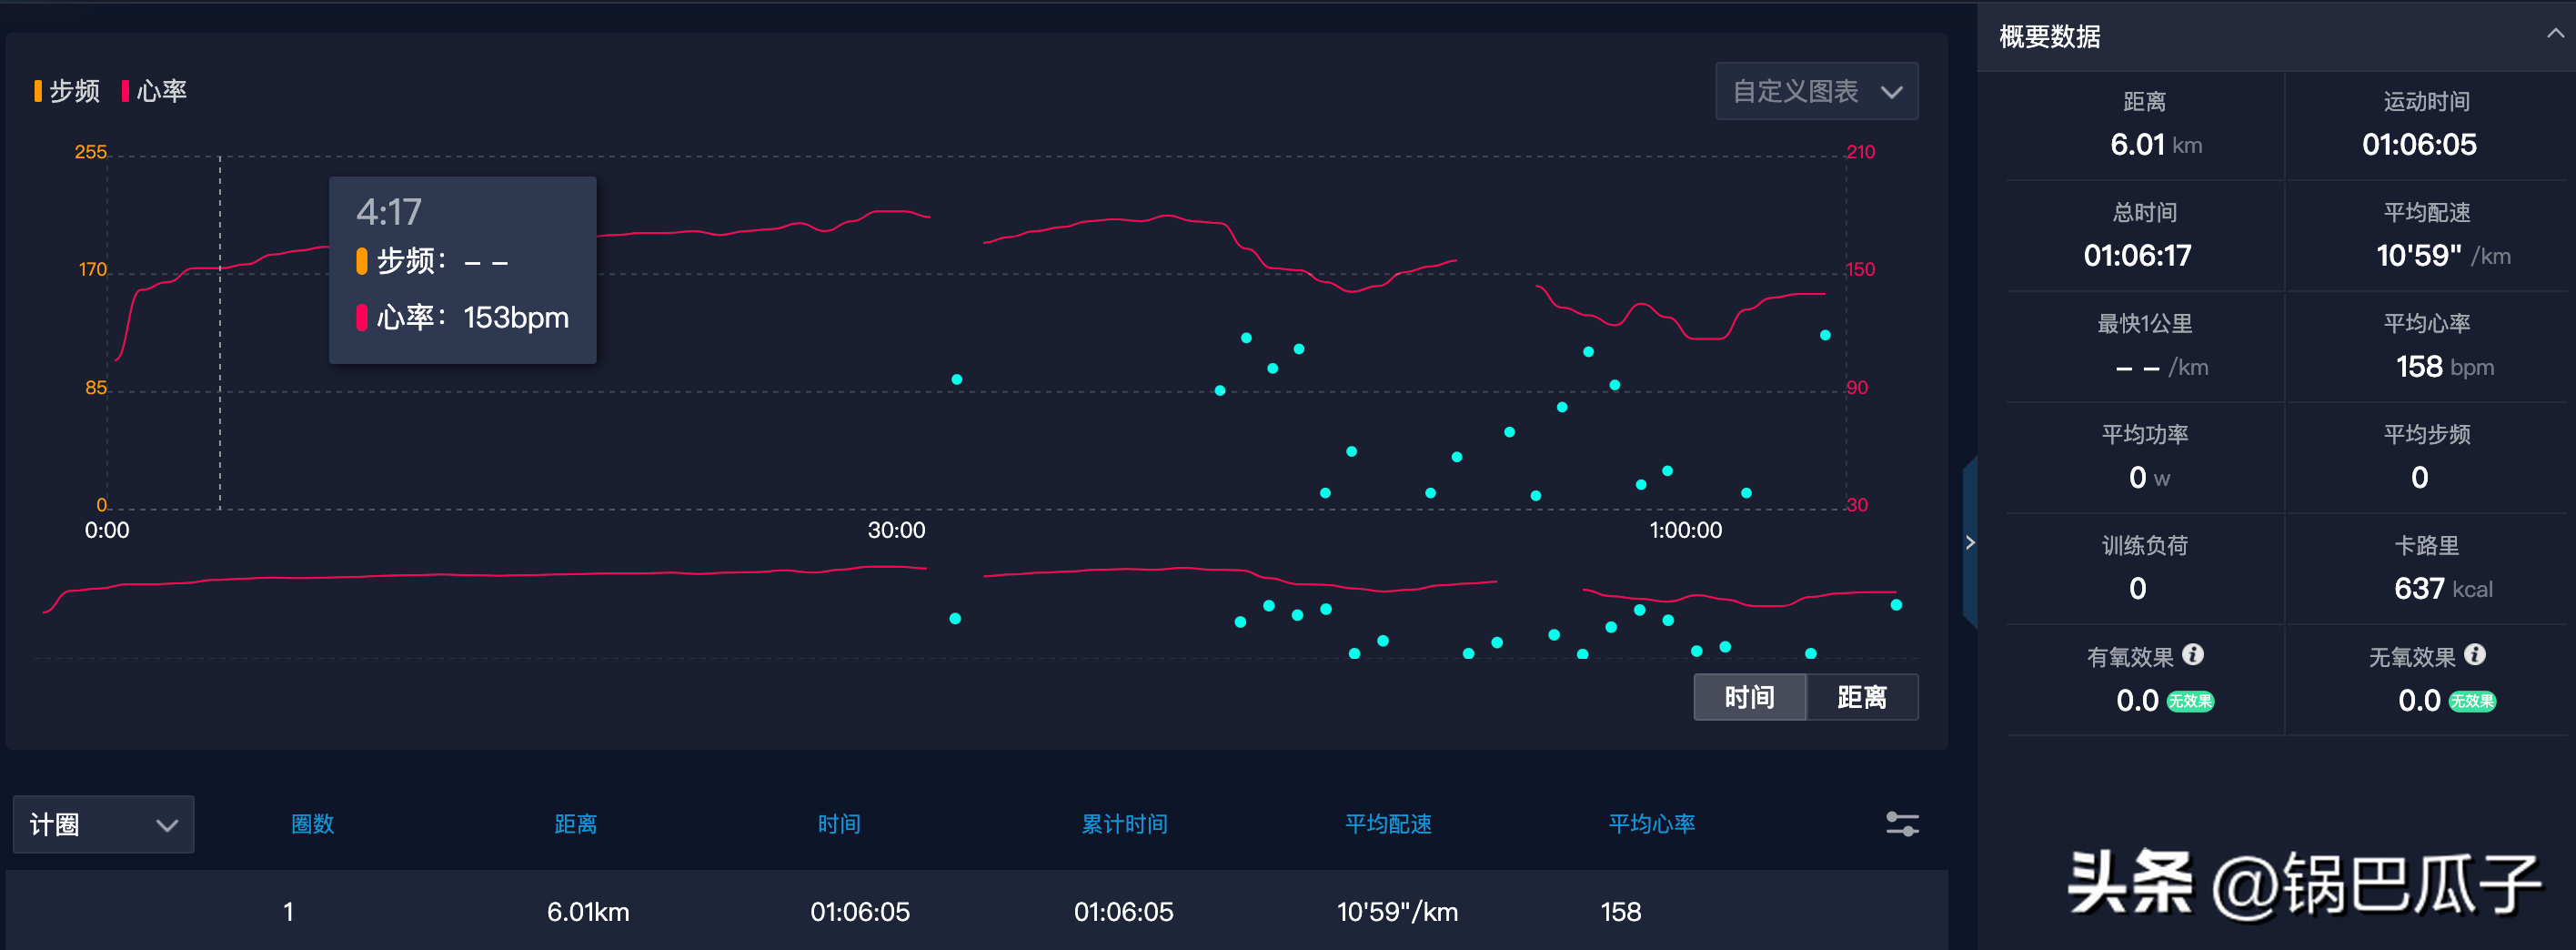 步频 心率
自定义图表
255
170
85
0
210
150
90
30
4:17
步频: – –
心率: 153bpm
0:00 30:00 1:00:00
时间 距离
计圈 圈数 距离 时间 累计时间 平均配速 平均心率
1 6.01km 01:06:05 01:06:05 10'59"/km 158
概要数据
距离 运动时间
6.01 km 01:06:05
总时间 平均配速
01:06:17 10'59" /km
最快1公里 平均心率
– – /km 158 bpm
平均功率 平均步频
0 w 0
训练负荷 卡路里
0 637 kcal
有氧效果 无氧效果
0.0 无效果 0.0 无效果
头条 @锅巴瓜子